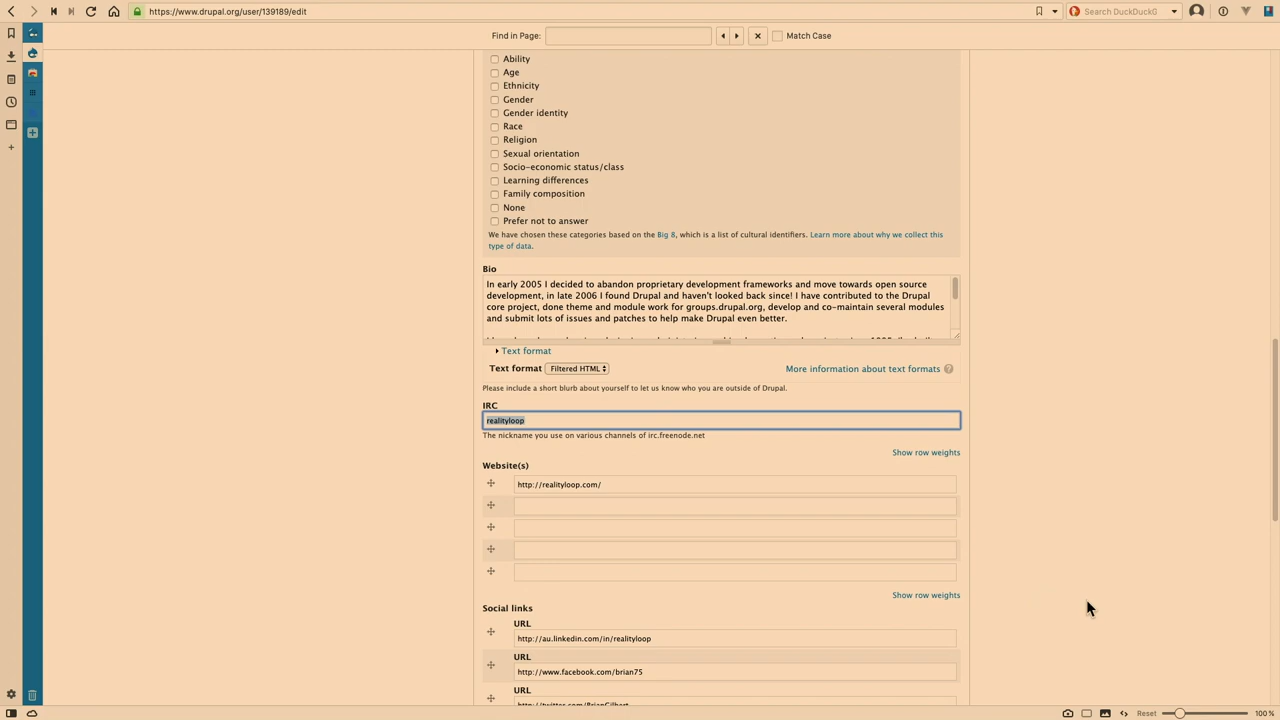 https://www.drupal.org/user/139189/edit
Search DuckDuckG
Find in Page:
Match Case
Ability
Age
Ethnicity
Gender
Gender identity
Race
Religion
Sexual orientation
Socio-economic status/class
Learning differences
Family composition
None
Prefer not to answer
We have chosen these categories based on the Big 8, which is a list of cultural identifiers. Learn more about why we collect this
type of data.
Bio
In early 2005 I decided to abandon proprietary development frameworks and move towards open source
development, in late 2006 I found Drupal and haven't looked back since! I have contributed to the Drupal
core project, done theme and module work for groups.drupal.org, develop and co-maintain several modules
and submit lots of issues and patches to help make Drupal even better.
Text format
Text format Filtered HTML
More information about text formats
Please include a short blurb about yourself to let us know who you are outside of Drupal.
IRC
realityloop
The nickname you use on various channels of irc.freenode.net
Show row weights
Website(s)
http://realityloop.com/
Show row weights
Social links
URL
http://au.linkedin.com/in/realityloop
URL
http://www.facebook.com/brian75
URL
http://twitter.com/BrianGilbert
Reset
100 %